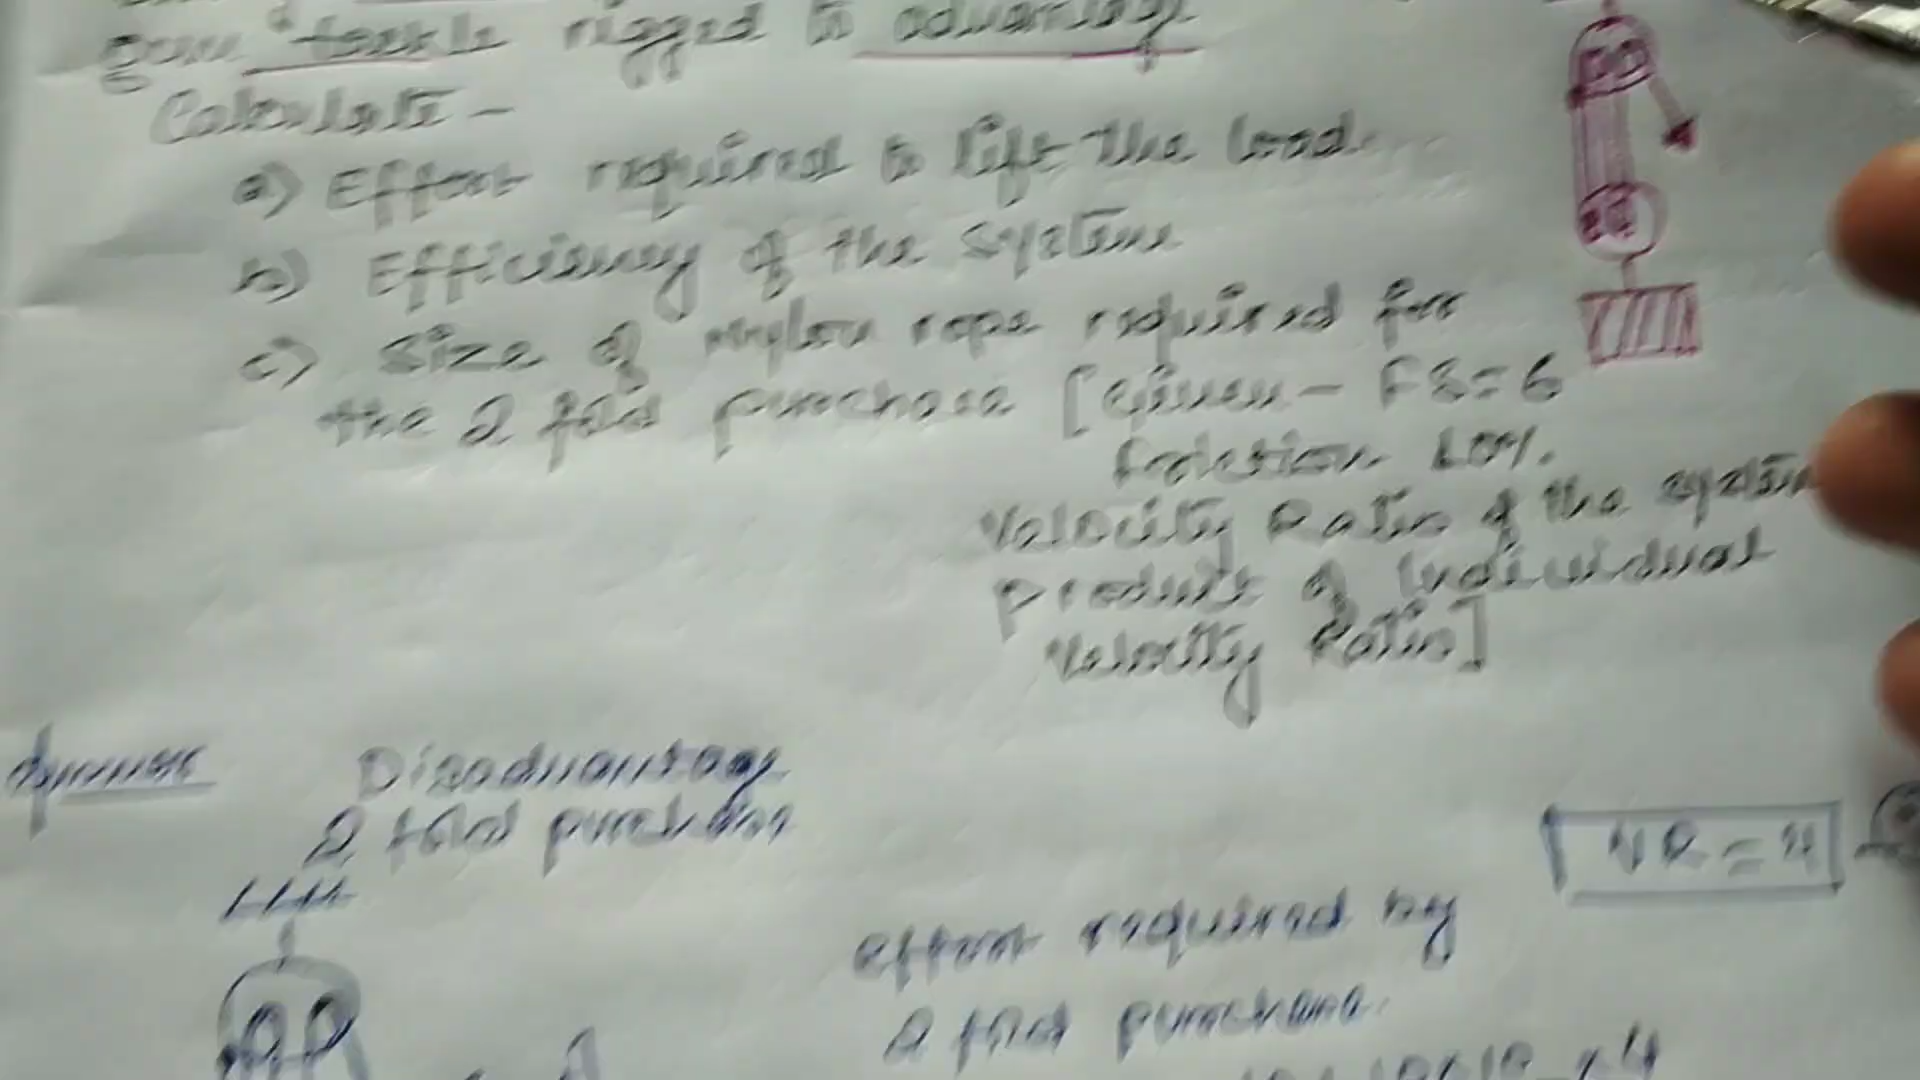 gun tackle rigged to advantage
Calculate -
a) Effort required to lift the load.
b) Efficiency of the system
c) Size of nylon rope required for
the 2 fold purchase [Given - FS = 6
friction 10%.
Velocity Ratio of the system
Product of Individual
Velocity Ratio]
Disadvantage
2 fold purchase
VR = 4
effort required by
2 fold purchase.